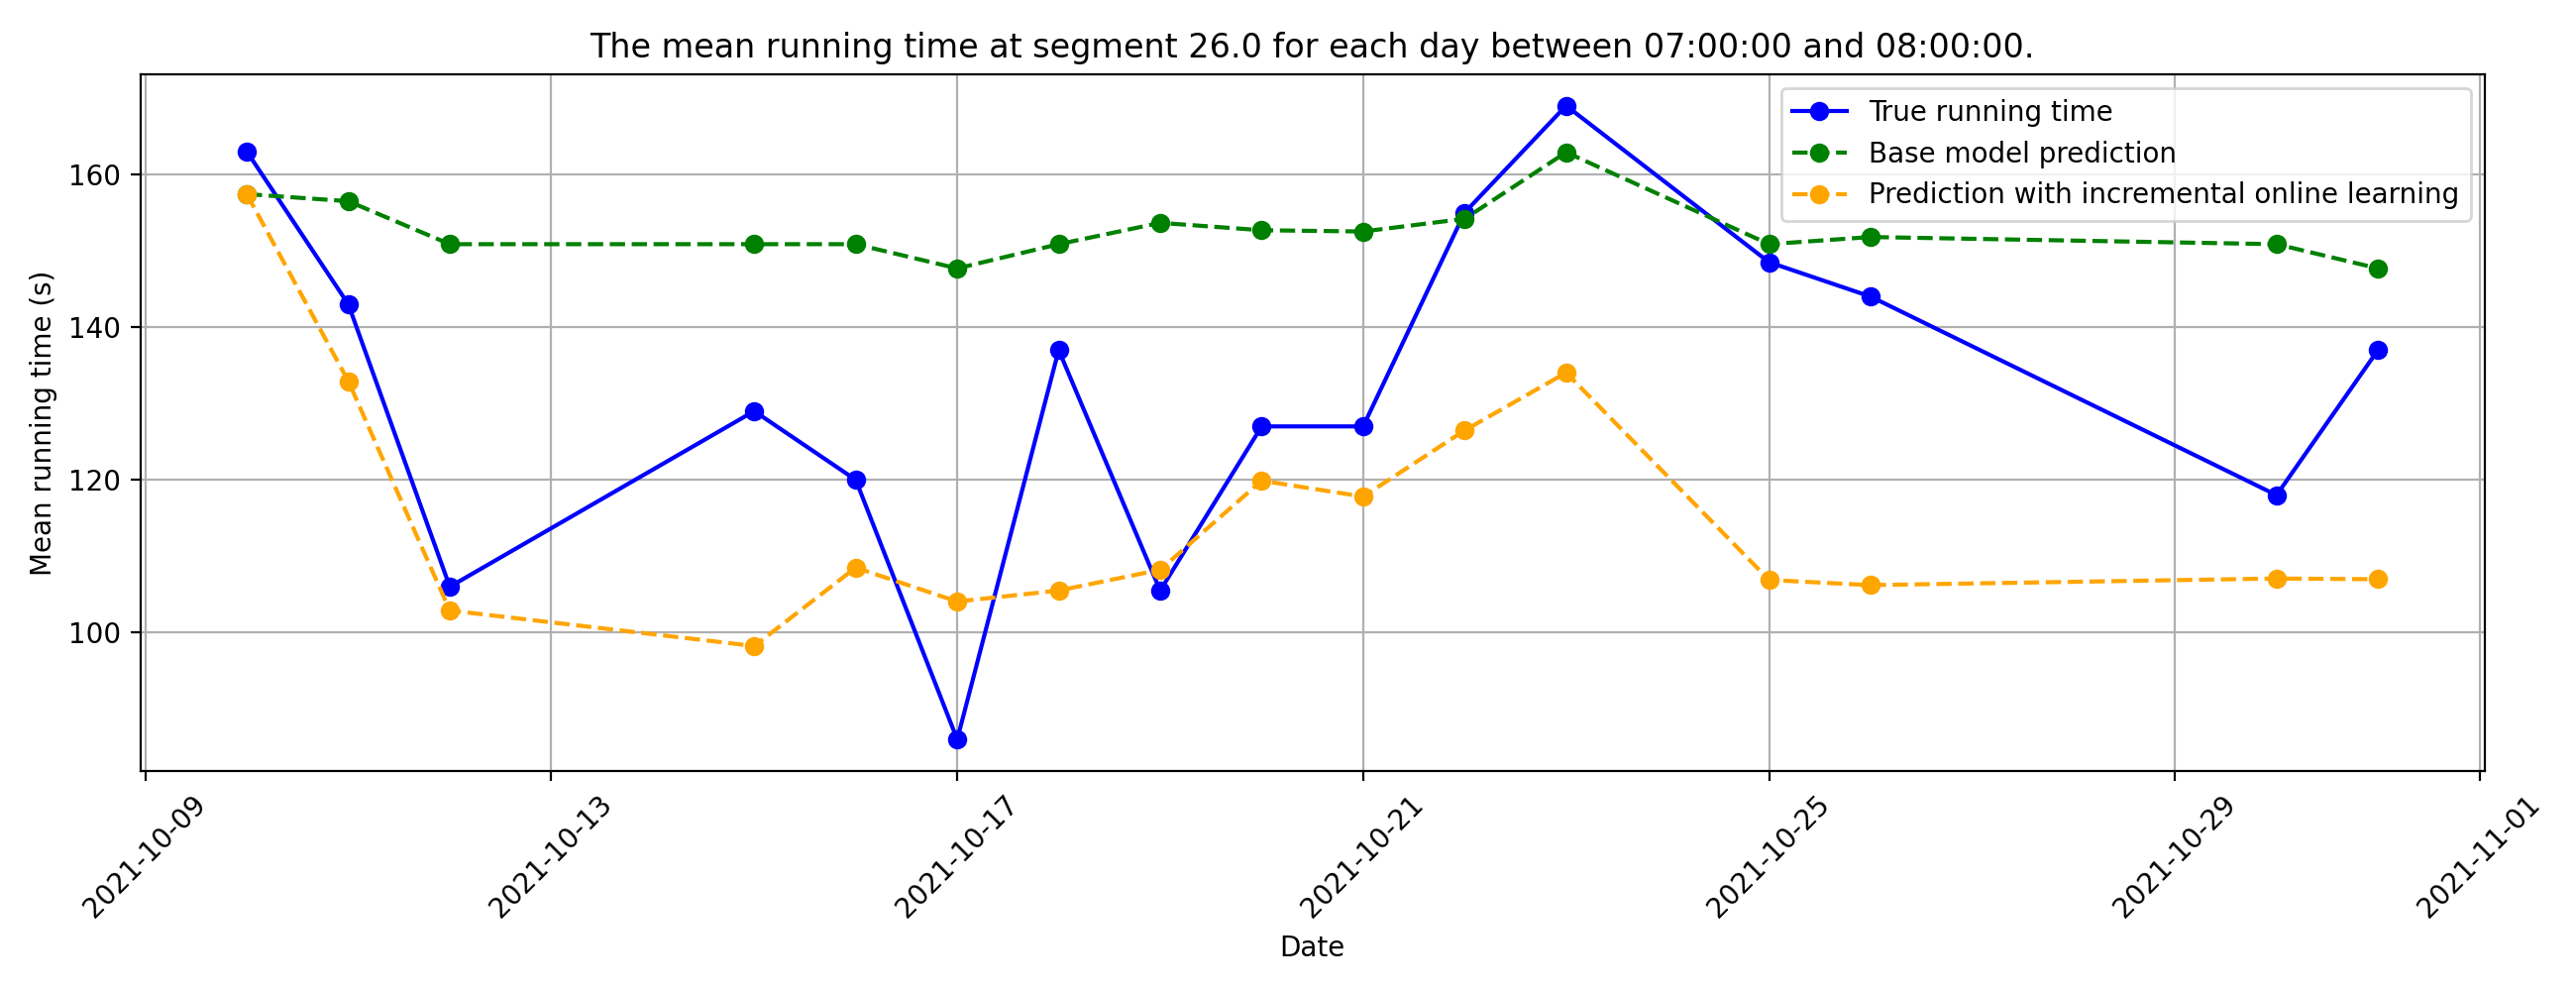 The mean running time at segment 26.0 for each day between 07:00:00 and 08:00:00.
True running time
Base model prediction
Prediction with incremental online learning
Mean running time (s)
160
140
120
100
2021-10-09
2021-10-13
2021-10-17
2021-10-21
2021-10-25
2021-10-29
2021-11-01
Date